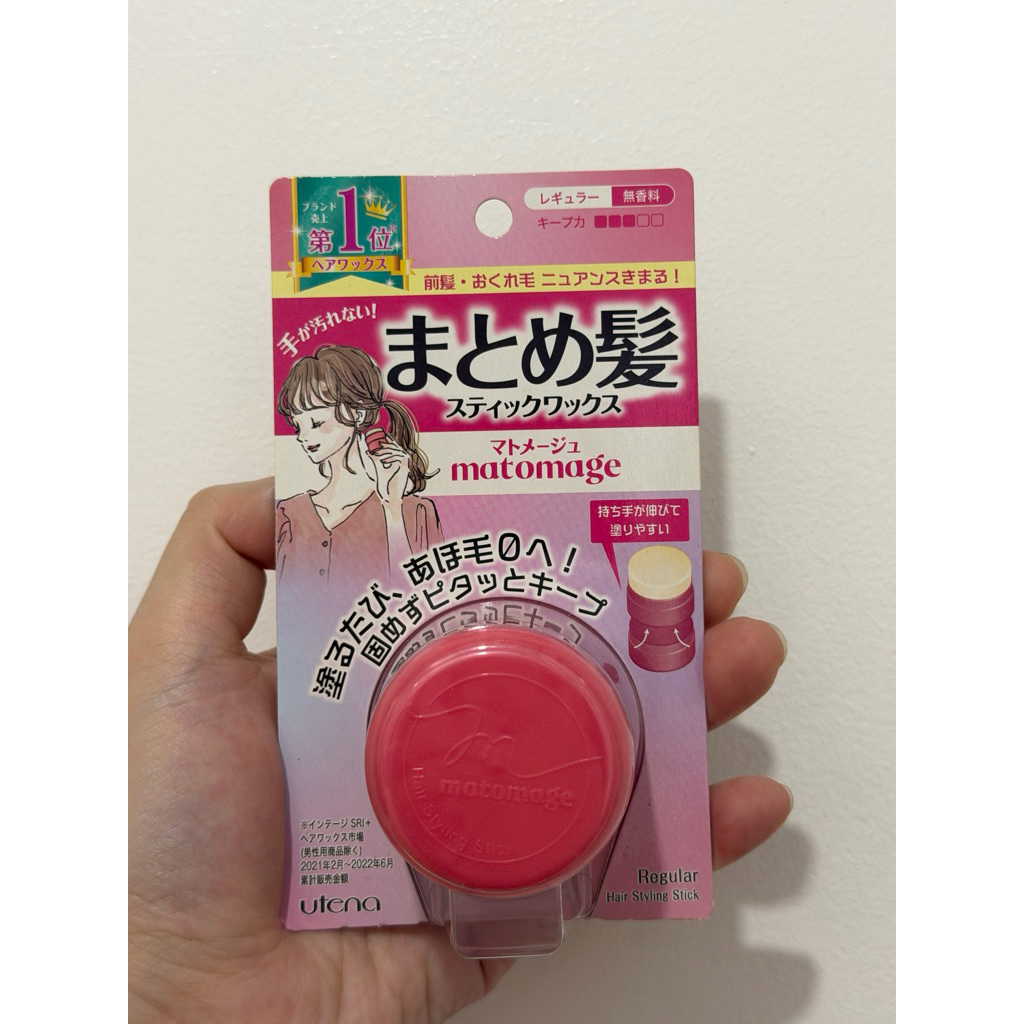 ブランド
売上
第1位※
ヘアワックス
レギュラー 無香料
キープ力
前髪・おくれ毛 ニュアンスきまる!
手が汚れない!
まとめ髪
スティックワックス
マトメージュ
matomage
持ち手が伸びて
塗りやすい
塗るたび、あほ毛0へ!
固めずピタッとキープ
matomage
Hair Styling Stick
※インテージSRI+
ヘアワックス市場
(男性用商品除く)
2021年2月~2022年6月
累計販売金額
utena
Regular
Hair Styling Stick